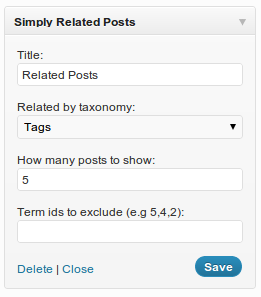 Simply Related Posts
Title:
Related Posts
Related by taxonomy:
Tags
How many posts to show:
5
Term ids to exclude (e.g 5,4,2):
Delete | Close
Save